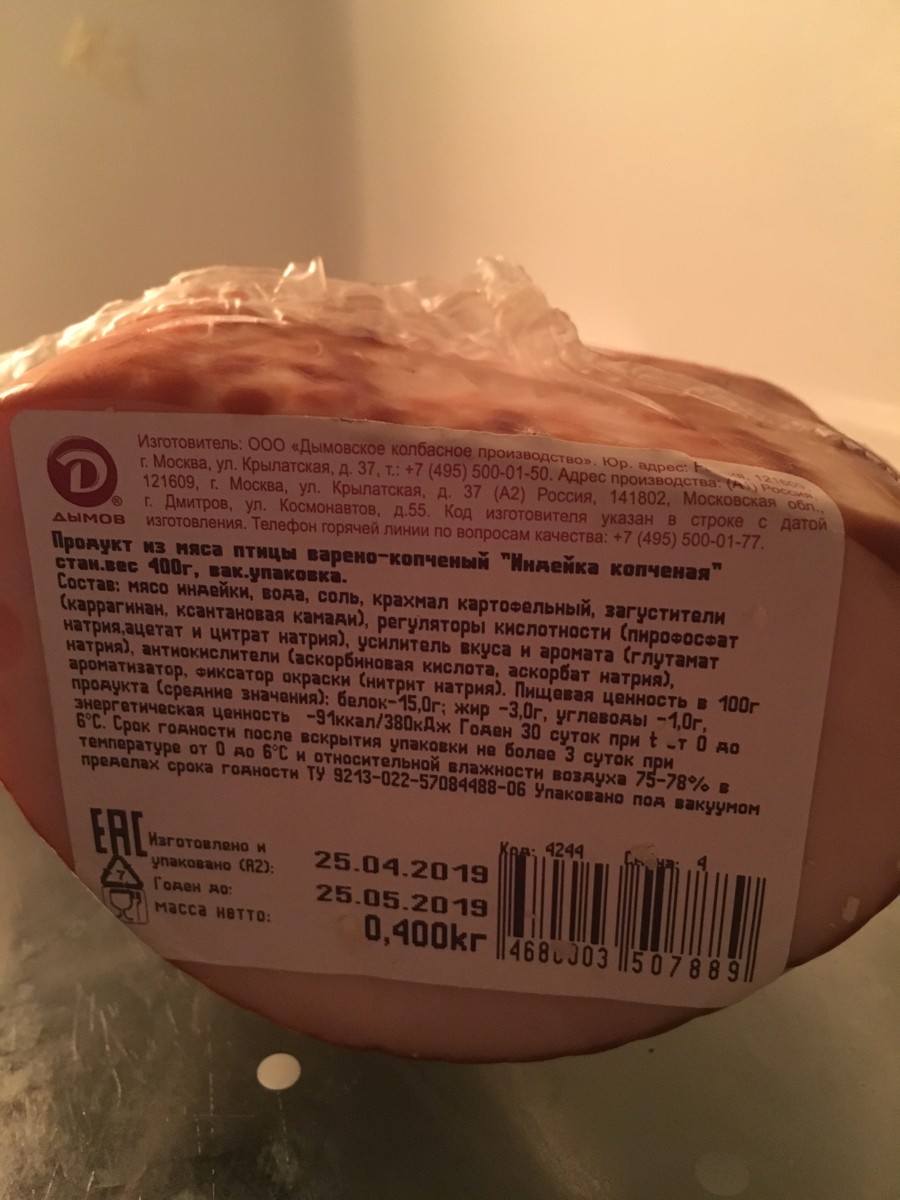 Изготовитель: ООО «Дымовское колбасное производство». Юр. адрес: 121609
г. Москва, ул. Крылатская, д. 37, т.: +7 (495) 500-01-50. Адрес производства: Россия,
121609, г. Москва, ул. Крылатская, д. 37 (А2) Россия, 141802, Московская обл.,
г. Дмитров, ул. Космонавтов, д.55. Код изготовителя указан в строке с датой
изготовления. Телефон горячей линии по вопросам качества: +7 (495) 500-01-77.
D®
ДЫМОВ
Продукт из мяса птицы варено-копченый "Индейка копченая"
стан.вес 400г, вак.упаковка.
Состав: мясо индейки, вода, соль, крахмал картофельный, загустители
(каррагинан, ксантановая камадь), регуляторы кислотности (пирофосфат
натрия,ацетат и цитрат натрия), усилитель вкуса и аромата (глутамат
натрия), антиокислители (аскорбиновая кислота, аскорбат натрия),
ароматизатор, фиксатор окраски (нитрит натрия). Пищевая ценность в 100г
продукта (средние значения): белок-15,0г; жир -3,0г, углеводы -1,0г,
энергетическая ценность -91ккал/380кДж Годен 30 суток при t 0 до
6°С. Срок годности после вскрытия упаковки не более 3 суток при
температуре от 0 до 6°С и относительной влажности воздуха 75-78% в
пределах срока годности ТУ 9213-022-57084488-06 Упаковано под вакуумом
ЕАС
7
Изготовлено и
упаковано (А2): 25.04.2019
Годен до: 25.05.2019
масса нетто: 0,400кг
Код: 4244 4
507889